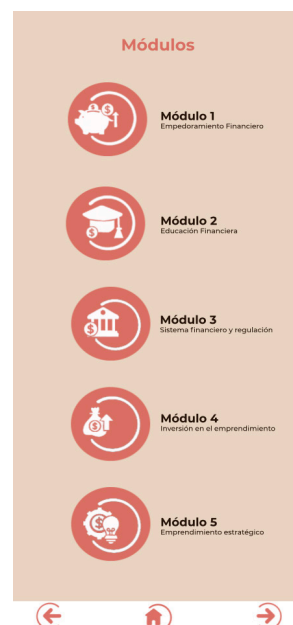 Módulos
Módulo 1
Empedoramiento Financiero
Módulo 2
Educación Financiera
Módulo 3
Sistema financiero y regulación
Módulo 4
Inversión en el emprendimiento
Módulo 5
Emprendimiento estratégico